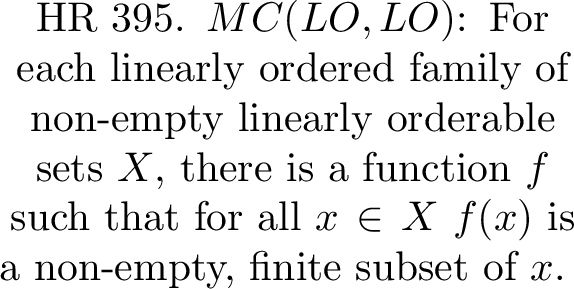 HR 395. MC(LO, LO): For
each linearly ordered family of
non-empty linearly orderable
sets X, there is a function f
such that for all x ∈ X f(x) is
a non-empty, finite subset of x.